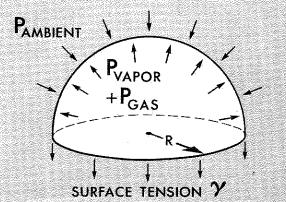 PAMBIENT
PVAPOR
+PGAS
R
SURFACE TENSION γ